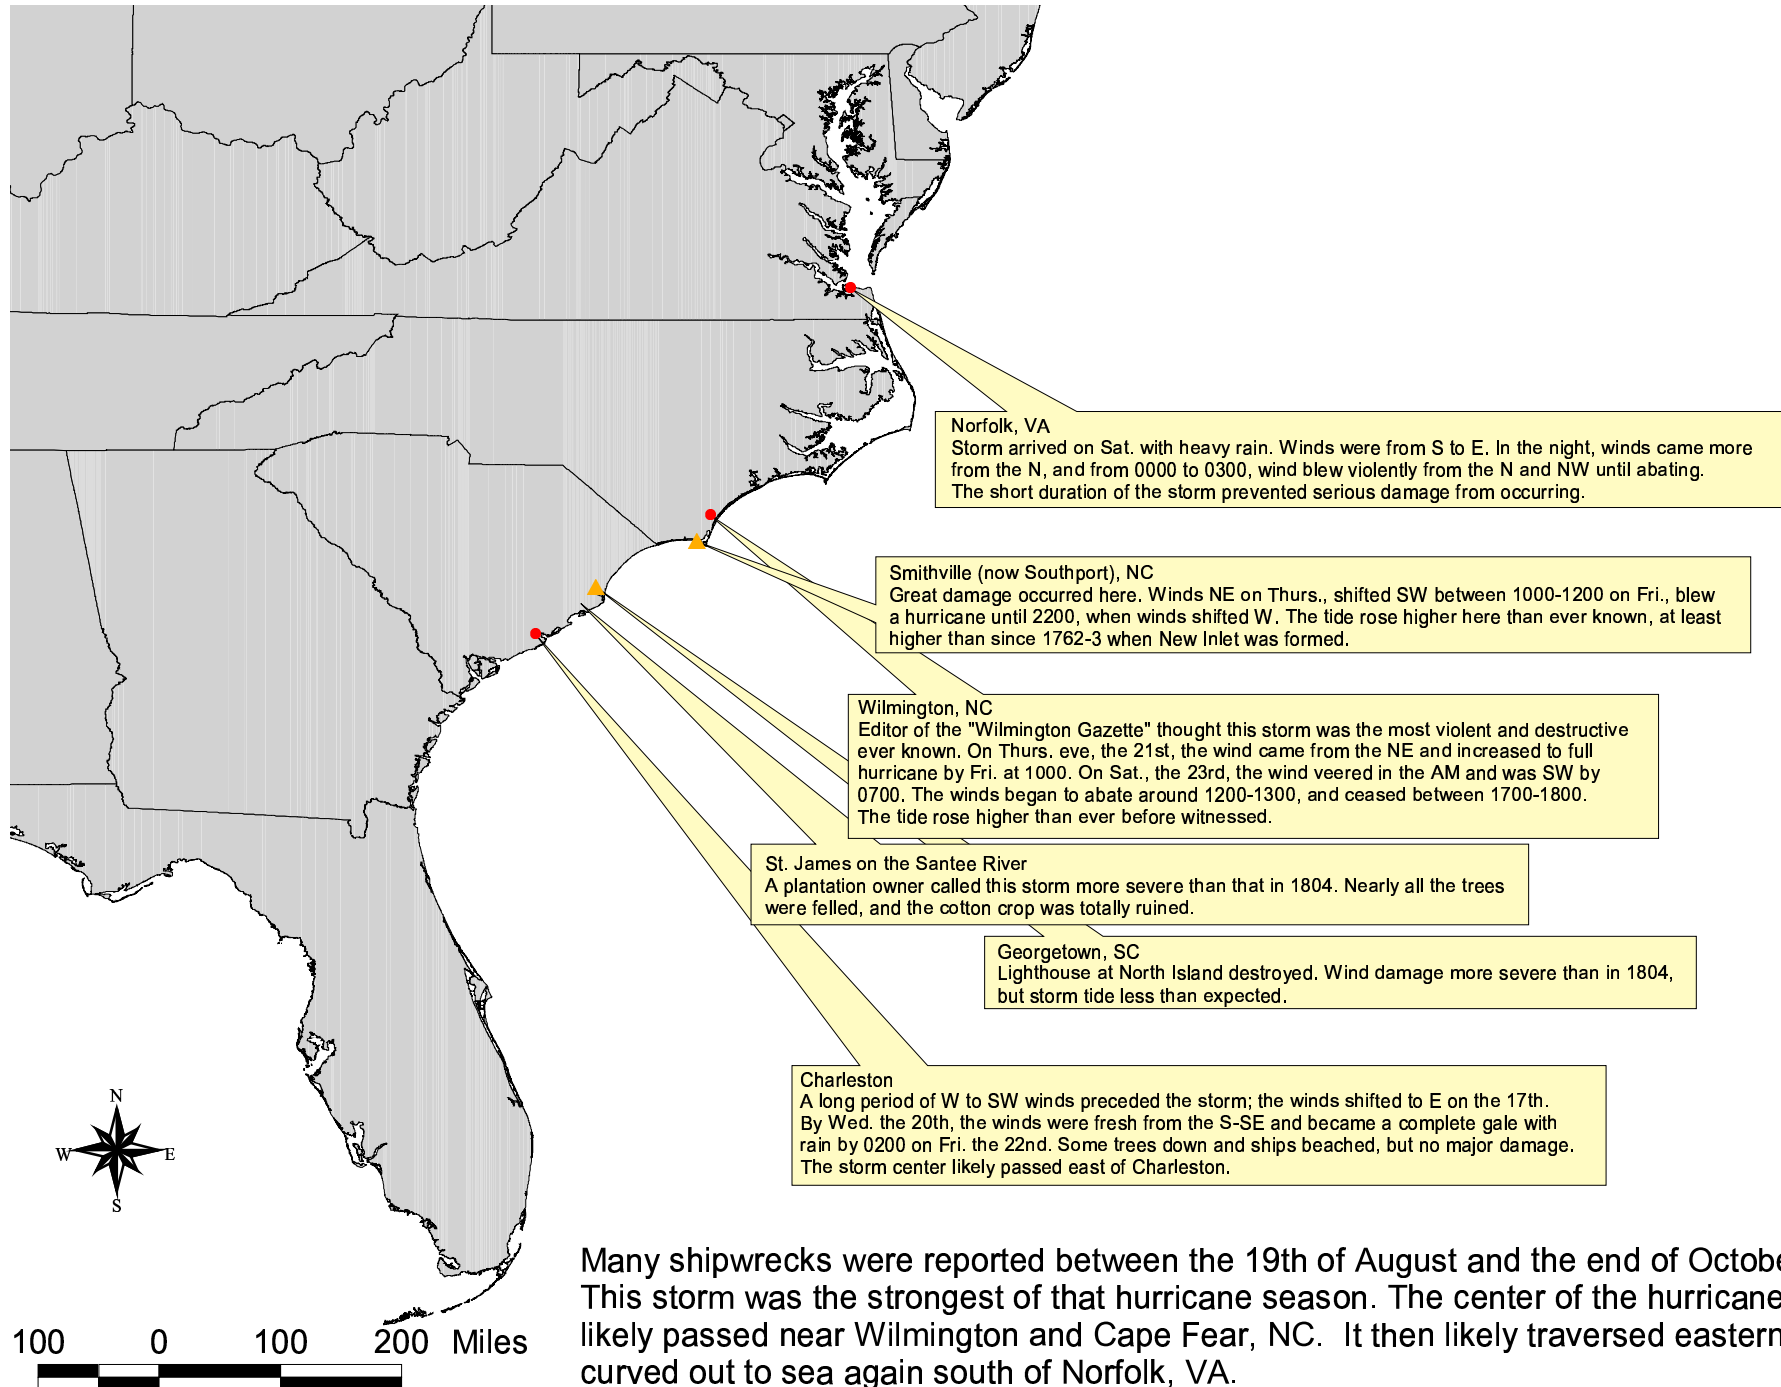 Norfolk, VA
Storm arrived on Sat. with heavy rain. Winds were from S to E. In the night, winds came more
from the N, and from 0000 to 0300, wind blew violently from the N and NW until abating.
The short duration of the storm prevented serious damage from occurring.
Smithville (now Southport), NC
Great damage occurred here. Winds NE on Thurs., shifted SW between 1000-1200 on Fri., blew
a hurricane until 2200, when winds shifted W. The tide rose higher here than ever known, at least
higher than since 1762-3 when New Inlet was formed.
Wilmington, NC
Editor of the "Wilmington Gazette" thought this storm was the most violent and destructive
ever known. On Thurs. eve, the 21st, the wind came from the NE and increased to full
hurricane by Fri. at 1000. On Sat., the 23rd, the wind veered in the AM and was SW by
0700. The winds began to abate around 1200-1300, and ceased between 1700-1800.
The tide rose higher than ever before witnessed.
St. James on the Santee River
A plantation owner called this storm more severe than that in 1804. Nearly all the trees
were felled, and the cotton crop was totally ruined.
Georgetown, SC
Lighthouse at North Island destroyed. Wind damage more severe than in 1804,
but storm tide less than expected.
Charleston
A long period of W to SW winds preceded the storm; the winds shifted to E on the 17th.
By Wed. the 20th, the winds were fresh from the S-SE and became a complete gale with
rain by 0200 on Fri. the 22nd. Some trees down and ships beached, but no major damage.
The storm center likely passed east of Charleston.
N
W E
S
Many shipwrecks were reported between the 19th of August and the end of Octobe
This storm was the strongest of that hurricane season. The center of the hurricane
likely passed near Wilmington and Cape Fear, NC. It then likely traversed eastern
curved out to sea again south of Norfolk, VA.
100 0 100 200 Miles